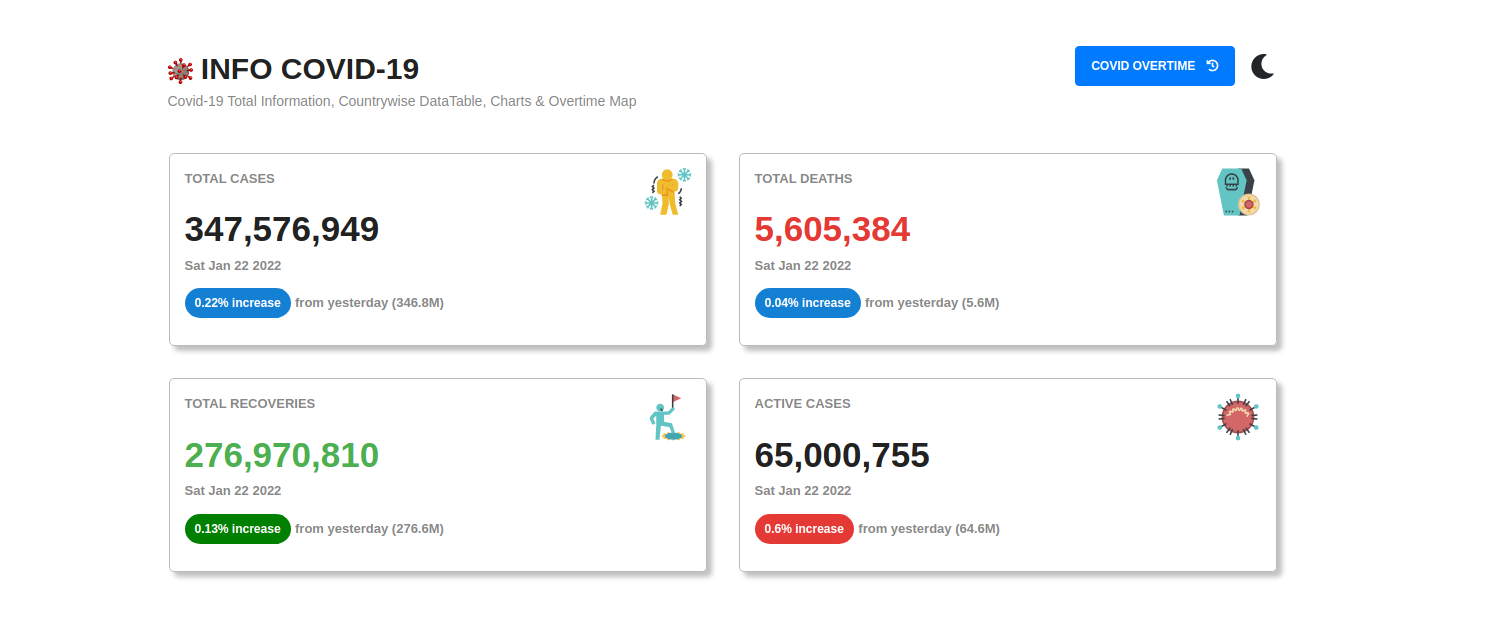 INFO COVID-19
Covid-19 Total Information, Countrywise DataTable, Charts & Overtime Map
COVID OVERTIME
TOTAL CASES
347,576,949
Sat Jan 22 2022
0.22% increase from yesterday (346.8M)
TOTAL DEATHS
5,605,384
Sat Jan 22 2022
0.04% increase from yesterday (5.6M)
TOTAL RECOVERIES
276,970,810
Sat Jan 22 2022
0.13% increase from yesterday (276.6M)
ACTIVE CASES
65,000,755
Sat Jan 22 2022
0.6% increase from yesterday (64.6M)